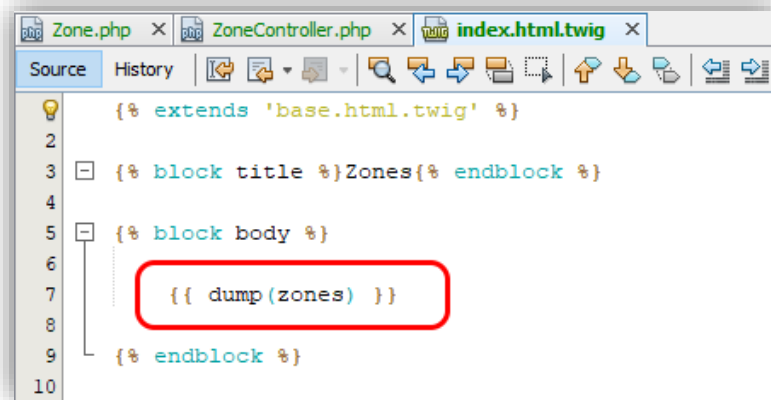 Zone.php ZoneController.php index.html.twig
Source History
{% extends 'base.html.twig' %}
2
3 {% block title %}Zones{% endblock %}
4
5 {% block body %}
6
7 {{ dump(zones) }}
8
9 {% endblock %}
10